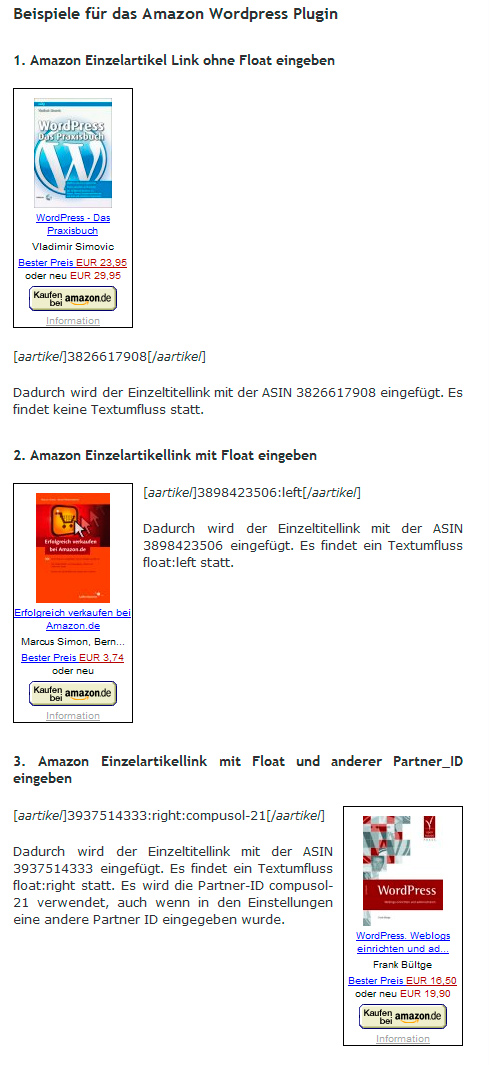 Beispiele für das Amazon Wordpress Plugin
1. Amazon Einzelartikel Link ohne Float eingeben
WordPress
Das Praxisbuch
WordPress - Das
Praxisbuch
Vladimir Simovic
Bester Preis EUR 23,95
oder neu EUR 29,95
Kaufen bei amazon.de
Information
[aartikel]3826617908[/aartikel]
Dadurch wird der Einzeltitellink mit der ASIN 3826617908 eingefügt. Es
findet keine Textumfluss statt.
2. Amazon Einzelartikellink mit Float eingeben
Erfolgreich verkaufen
bei Amazon.de
Erfolgreich verkaufen bei
Amazon.de
Marcus Simon, Bern...
Bester Preis EUR 3,74
oder neu
Kaufen bei amazon.de
Information
[aartikel]3898423506:left[/aartikel]
Dadurch wird der Einzeltitellink mit der ASIN
3898423506 eingefügt. Es findet ein Textumfluss
float:left statt.
3. Amazon Einzelartikellink mit Float und anderer Partner_ID
eingeben
[aartikel]3937514333:right:compusol-21[/aartikel]
Dadurch wird der Einzeltitellink mit der ASIN
3937514333 eingefügt. Es findet ein Textumfluss
float:right statt. Es wird die Partner-ID compusol-
21 verwendet, auch wenn in den Einstellungen
eine andere Partner ID eingegeben wurde.
WordPress
WordPress. Weblogs
einrichten und ad...
Frank Bültge
Bester Preis EUR 16,50
oder neu EUR 19,90
Kaufen bei amazon.de
Information